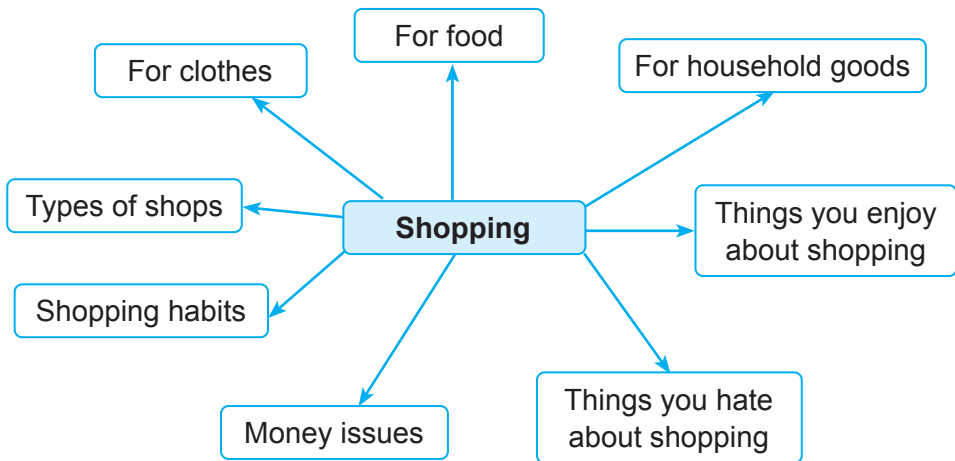 For food
For clothes
For household goods
Types of shops
Shopping
Things you enjoy
about shopping
Shopping habits
Money issues
Things you hate
about shopping